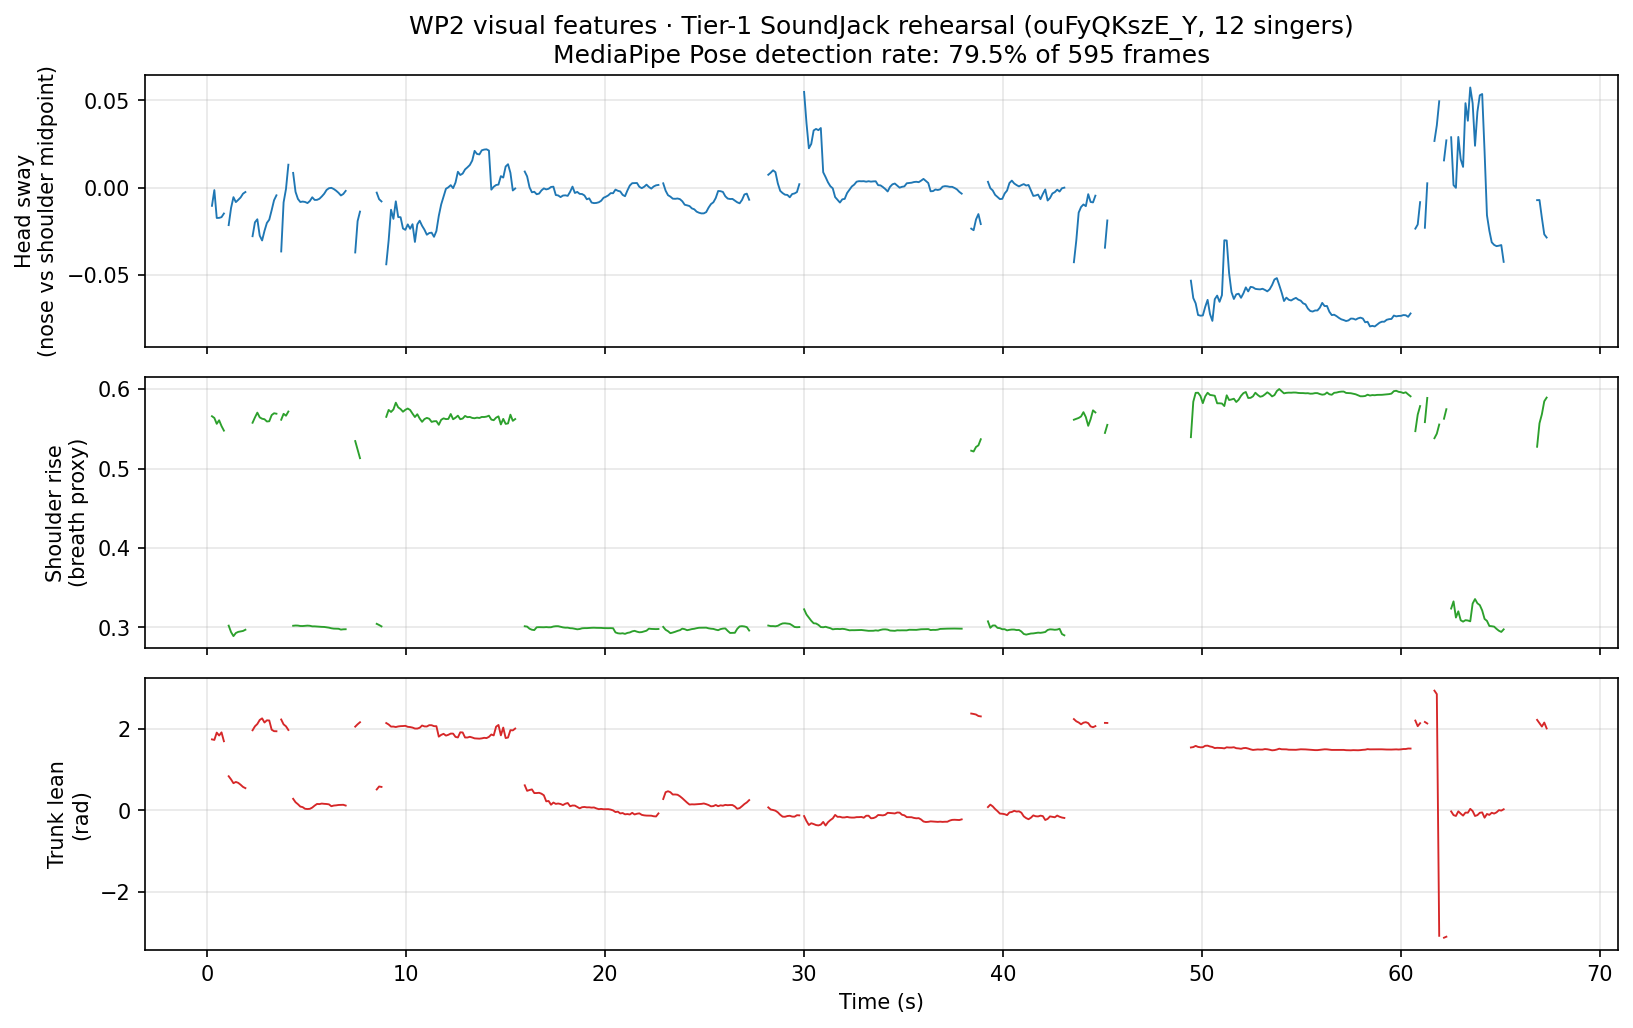 WP2 visual features · Tier-1 SoundJack rehearsal (ouFyQKszE_Y, 12 singers)
MediaPipe Pose detection rate: 79.5% of 595 frames
Head sway
(nose vs shoulder midpoint)
0.05
0.00
−0.05
Shoulder rise
(breath proxy)
0.6
0.5
0.4
0.3
Trunk lean
(rad)
2
0
−2
0 10 20 30 40 50 60 70
Time (s)